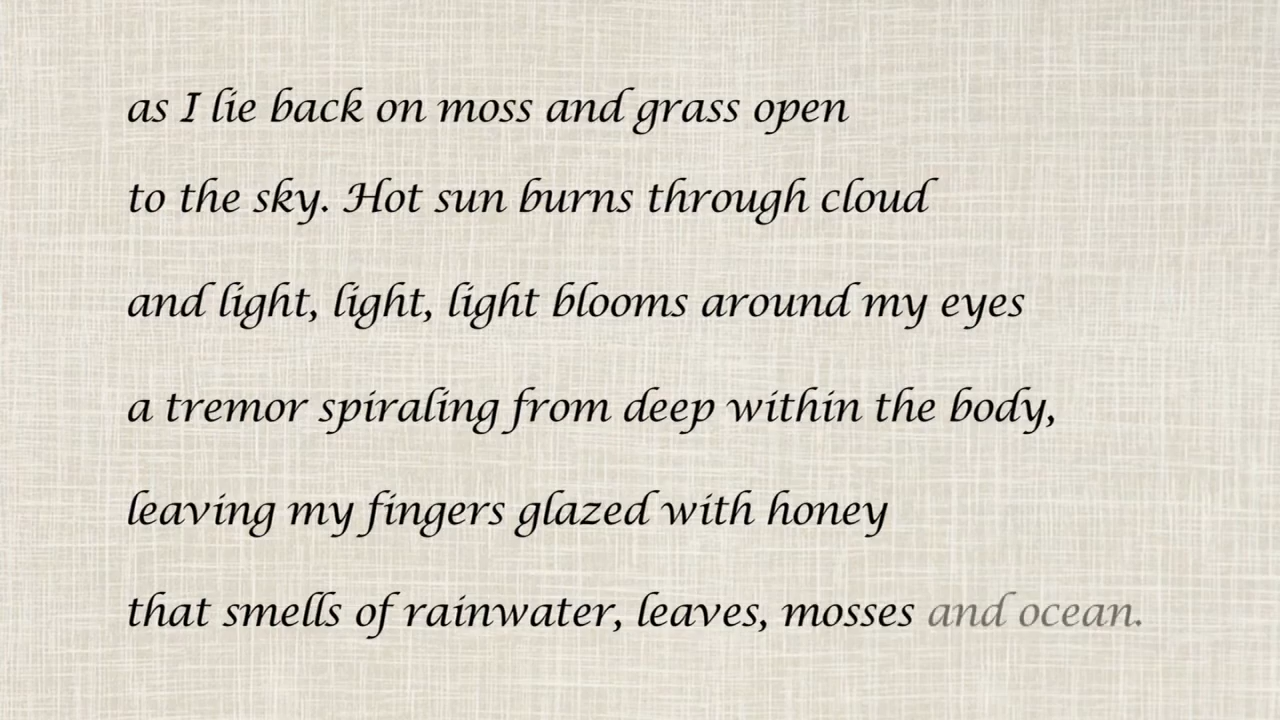 as I lie back on moss and grass open
to the sky. Hot sun burns through cloud
and light, light, light blooms around my eyes
a tremor spiraling from deep within the body,
leaving my fingers glazed with honey
that smells of rainwater, leaves, mosses and ocean.